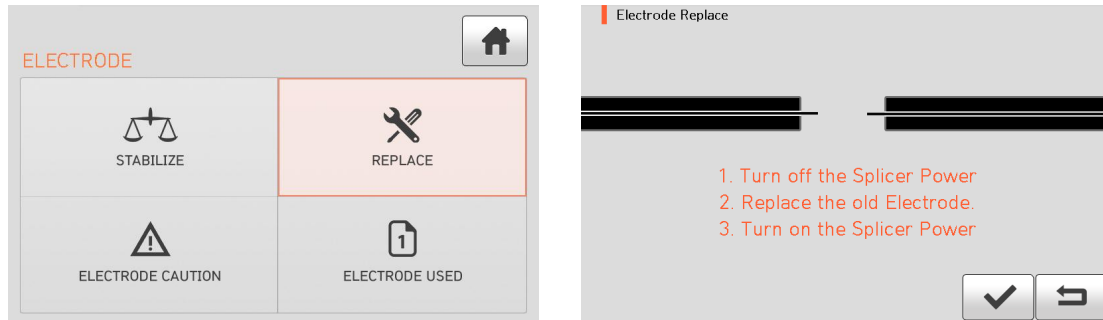 ELECTRODE
STABILIZE
REPLACE
ELECTRODE CAUTION
1
ELECTRODE USED
Electrode Replace
1. Turn off the Splicer Power
2. Replace the old Electrode.
3. Turn on the Splicer Power